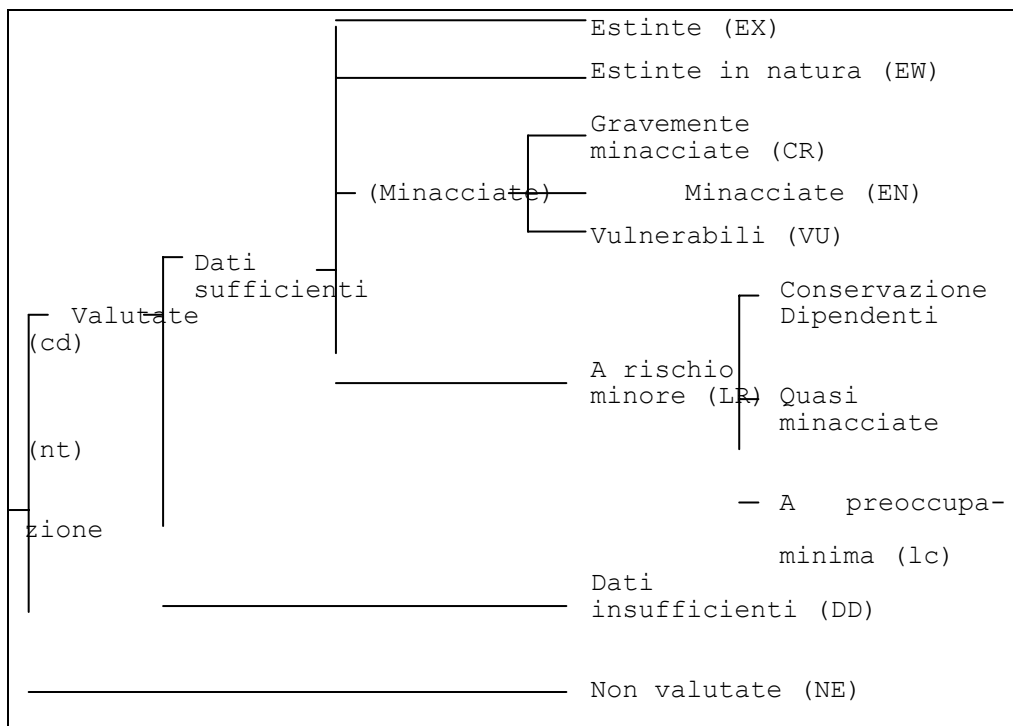 Estinte (EX)
Estinte in natura (EW)
Gravemente
minacciate (CR)
(Minacciate)
Minacciate (EN)
Vulnerabili (VU)
Dati
sufficienti
Conservazione
Dipendenti
Valutate
(cd)
A rischio
minore (LR)
Quasi
minacciate
(nt)
A preoccupa-
zione
minima (lc)
Dati
insufficienti (DD)
Non valutate (NE)